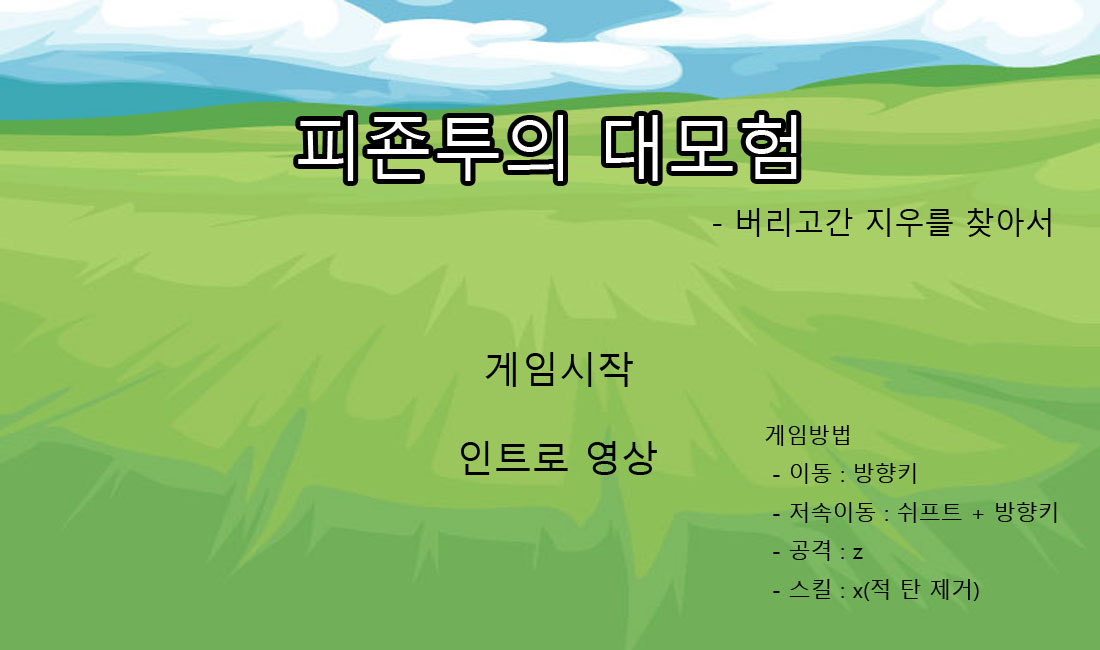 피죤투의 대모험
- 버리고간 지우를 찾아서
게임시작
인트로 영상
게임방법
- 이동 : 방향키
- 저속이동 : 쉬프트 + 방향키
- 공격 : z
- 스킬 : x(적 탄 제거)